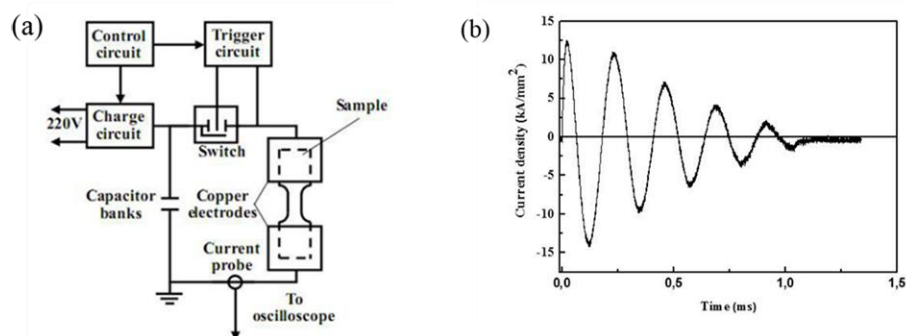 (a)
Control
circuit
Trigger
circuit
220V
Charge
circuit
Switch
Sample
Capacitor
banks
Copper
electrodes
Current
probe
To
oscilloscope
(b)
Current density (kA/mm²)
15
10
5
0
-5
-10
-15
0,0
0,5
1,0
1,5
Time (ms)